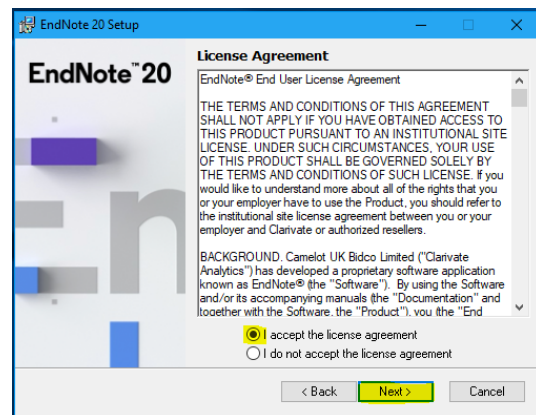 EndNote 20 Setup
EndNote™ 20
License Agreement
EndNote® End User License Agreement
THE TERMS AND CONDITIONS OF THIS AGREEMENT
SHALL NOT APPLY IF YOU HAVE OBTAINED ACCESS TO
THIS PRODUCT PURSUANT TO AN INSTITUTIONAL SITE
LICENSE. UNDER SUCH CIRCUMSTANCES, YOUR USE
OF THIS PRODUCT SHALL BE GOVERNED SOLELY BY
THE TERMS AND CONDITIONS OF SUCH LICENSE. If you
would like to understand more about all of the rights that you
or your employer have to use the Product, you should refer to
the institutional site license agreement between you or your
employer and Clarivate or authorized resellers.
BACKGROUND. Camelot UK Bidco Limited ("Clarivate
Analytics") has developed a proprietary software application
known as EndNote® (the "Software"). By using the Software
and/or its accompanying manuals (the "Documentation" and
together with the Software, the "Product"), you (the "End
I accept the license agreement
I do not accept the license agreement
< Back
Next >
Cancel